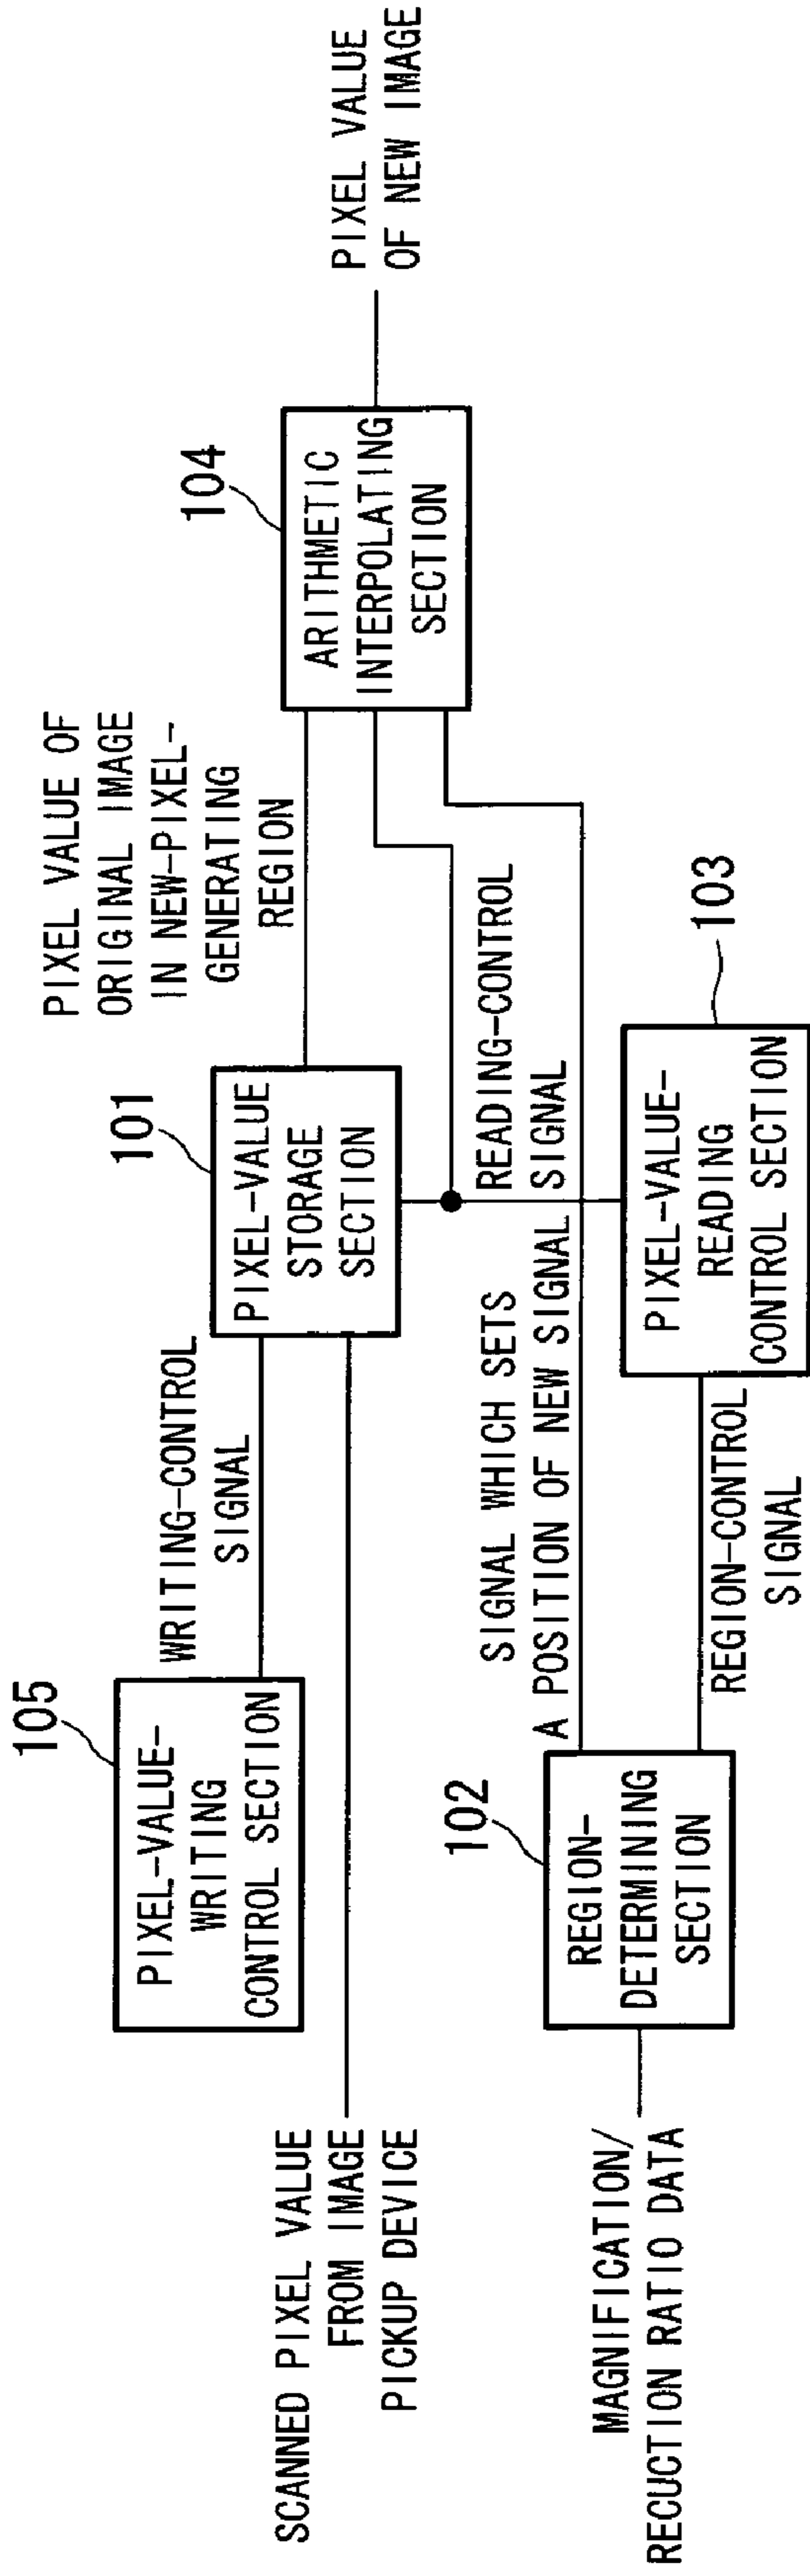 105
PIXEL-VALUE-
WRITING
CONTROL SECTION
WRITING-CONTROL
SIGNAL
SCANNED PIXEL VALUE
FROM IMAGE
PICKUP DEVICE
101
PIXEL-VALUE
STORAGE
SECTION
PIXEL VALUE OF
ORIGINAL IMAGE
IN NEW-PIXEL-
GENERATING
REGION
104
ARITHMETIC
INTERPOLATING
SECTION
PIXEL VALUE
OF NEW IMAGE
READING-CONTROL
SIGNAL
SIGNAL WHICH SETS
A POSITION OF NEW SIGNAL
MAGNIFICATION/
RECUCTION RATIO DATA
102
REGION-
DETERMINING
SECTION
REGION-CONTROL
SIGNAL
103
PIXEL-VALUE-
READING
CONTROL SECTION